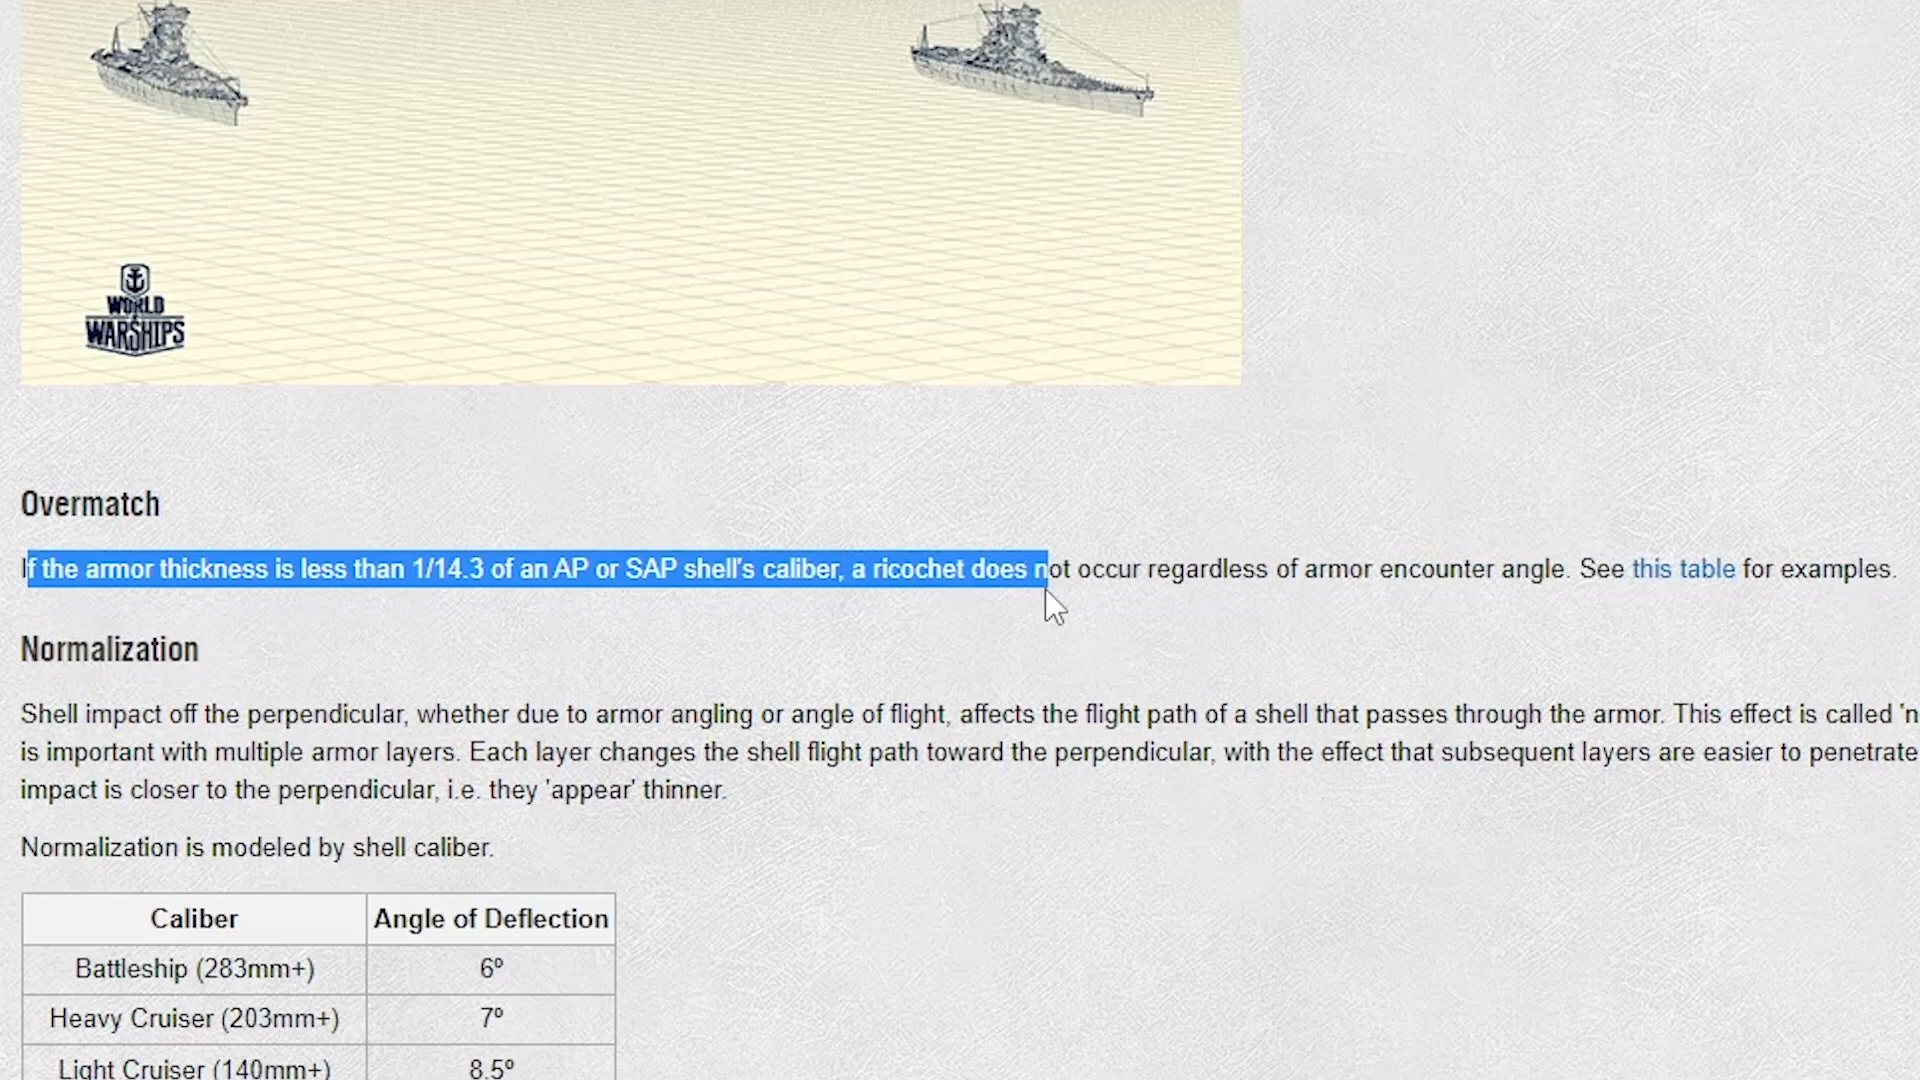 WORLD
WARSHIPS
Overmatch
If the armor thickness is less than 1/14.3 of an AP or SAP shell's caliber, a ricochet does not occur regardless of armor encounter angle. See this table for examples.
Normalization
Shell impact off the perpendicular, whether due to armor angling or angle of flight, affects the flight path of a shell that passes through the armor. This effect is called 'n
is important with multiple armor layers. Each layer changes the shell flight path toward the perpendicular, with the effect that subsequent layers are easier to penetrate
impact is closer to the perpendicular, i.e. they 'appear' thinner.
Normalization is modeled by shell caliber.
Caliber Angle of Deflection
Battleship (283mm+) 6º
Heavy Cruiser (203mm+) 7º
Light Cruiser (140mm+) 8.5º